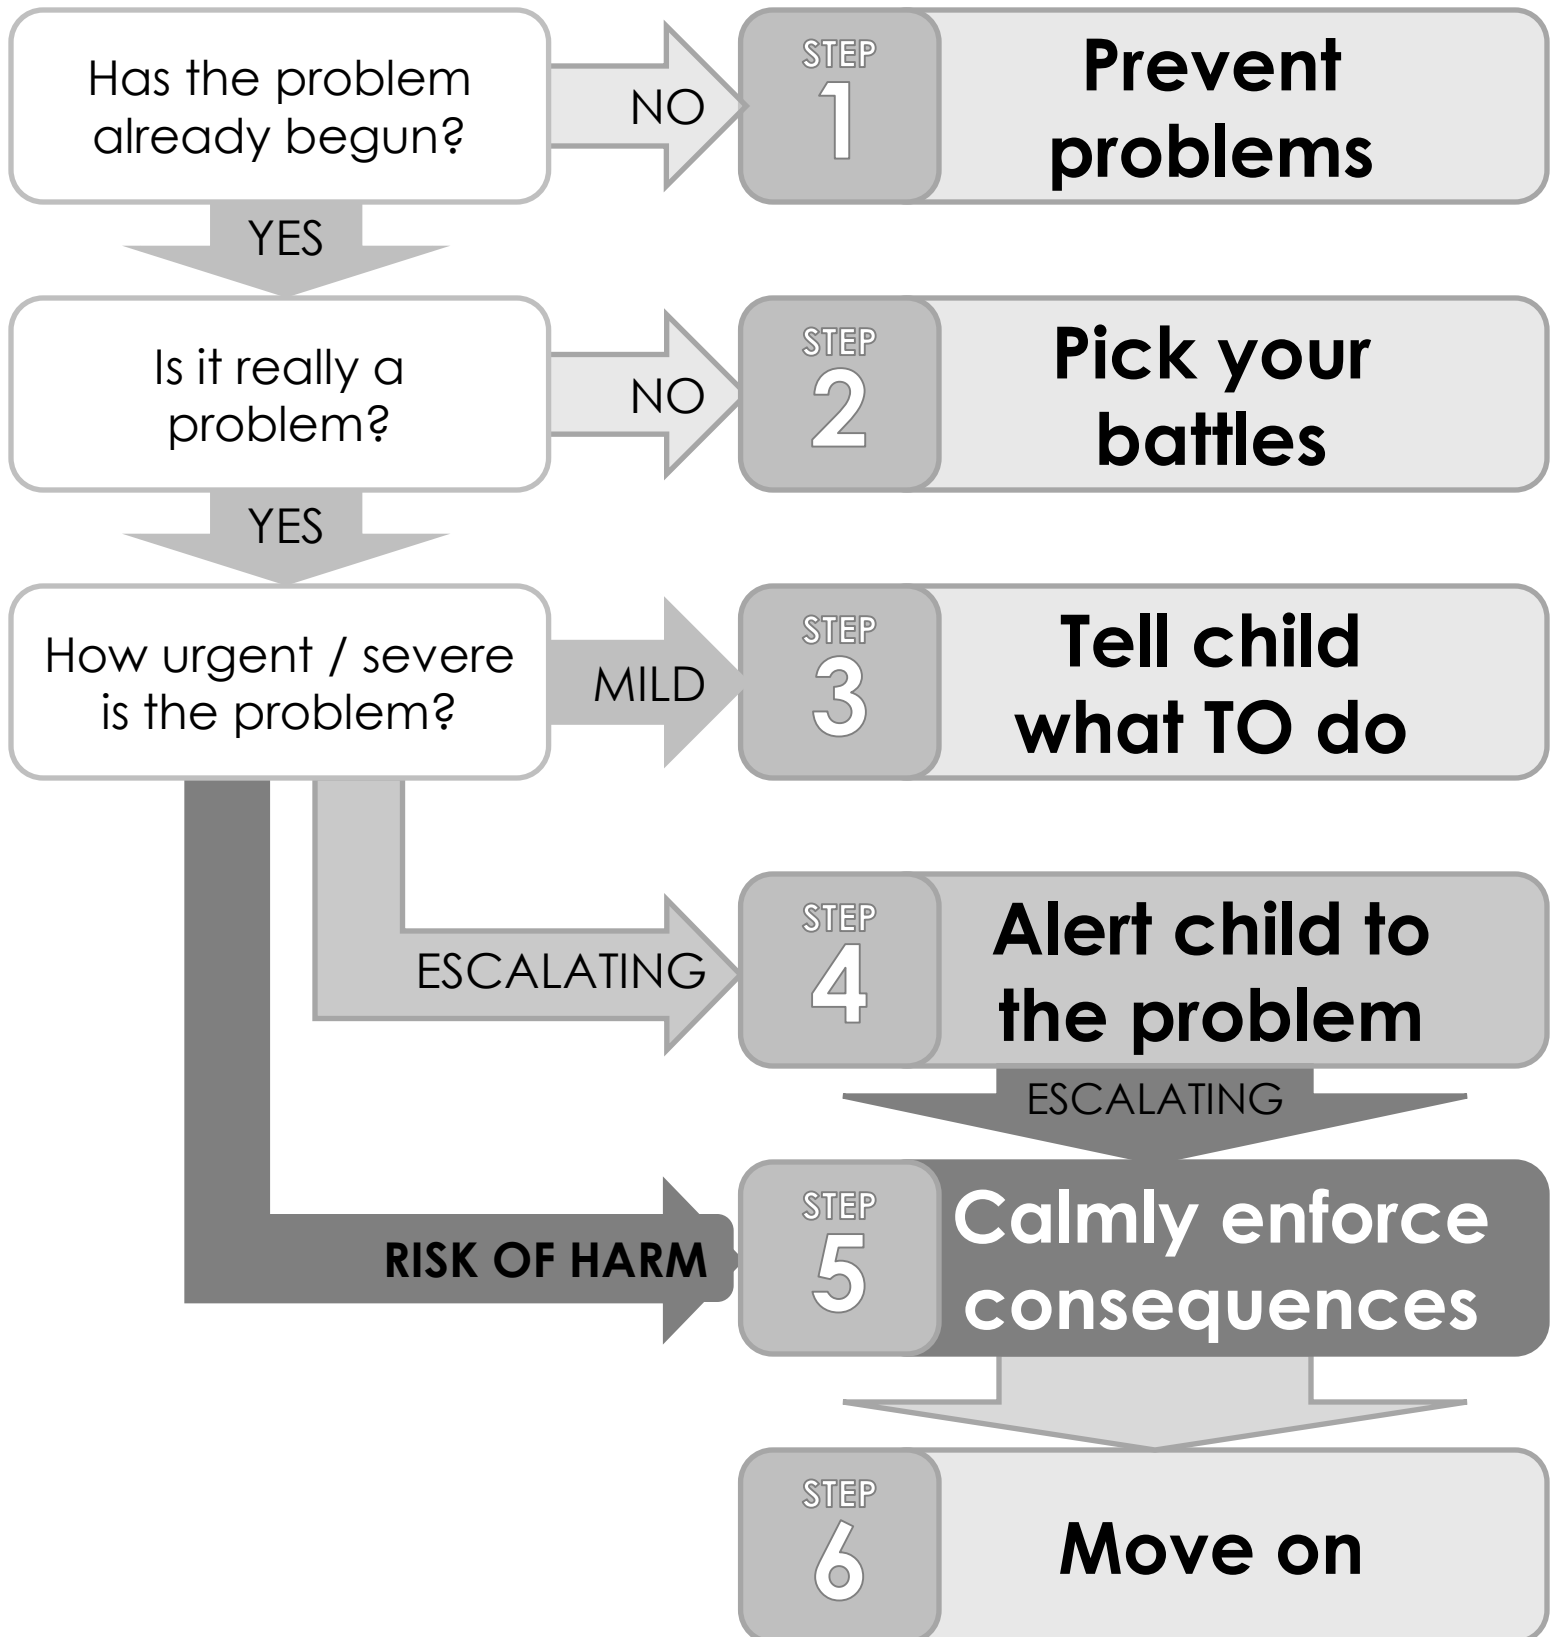 Has the problem
already begun?
NO
STEP
1
Prevent
problems
YES
Is it really a
problem?
NO
STEP
2
Pick your
battles
YES
How urgent / severe
is the problem?
MILD
STEP
3
Tell child
what TO do
ESCALATING
STEP
4
Alert child to
the problem
ESCALATING
RISK OF HARM
STEP
5
Calmly enforce
consequences
STEP
6
Move on